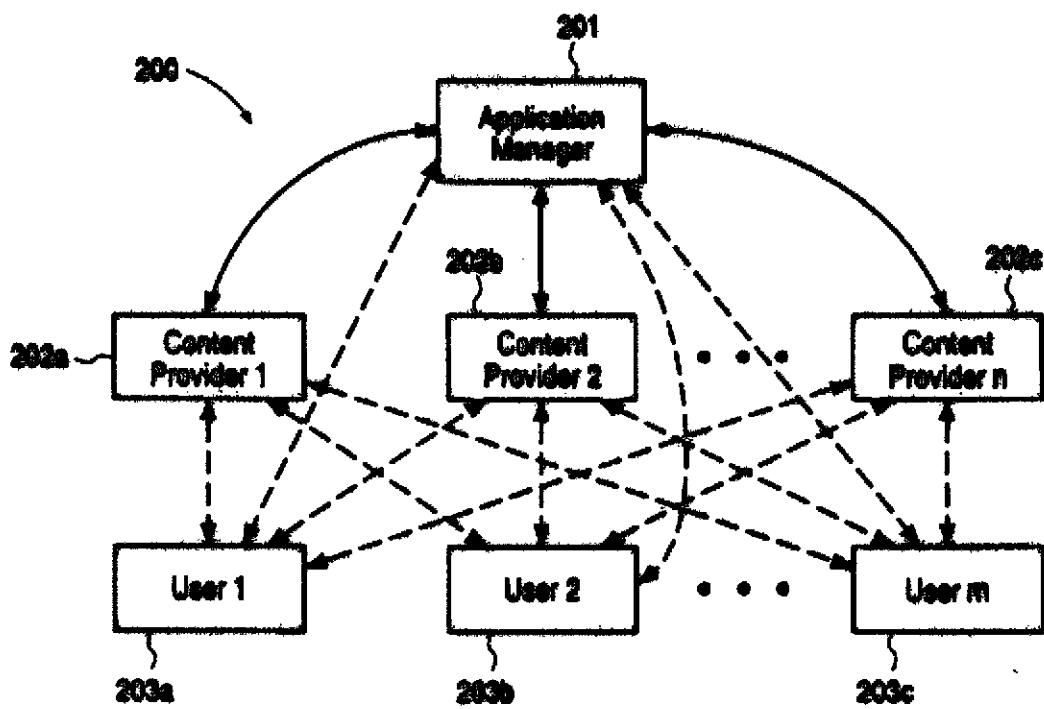 201
200
Application
Manager
202b
202c
202a
Content
Provider 1
Content
Provider 2
• • •
Content
Provider n
User 1
User 2
• • •
User m
203a
203b
203c